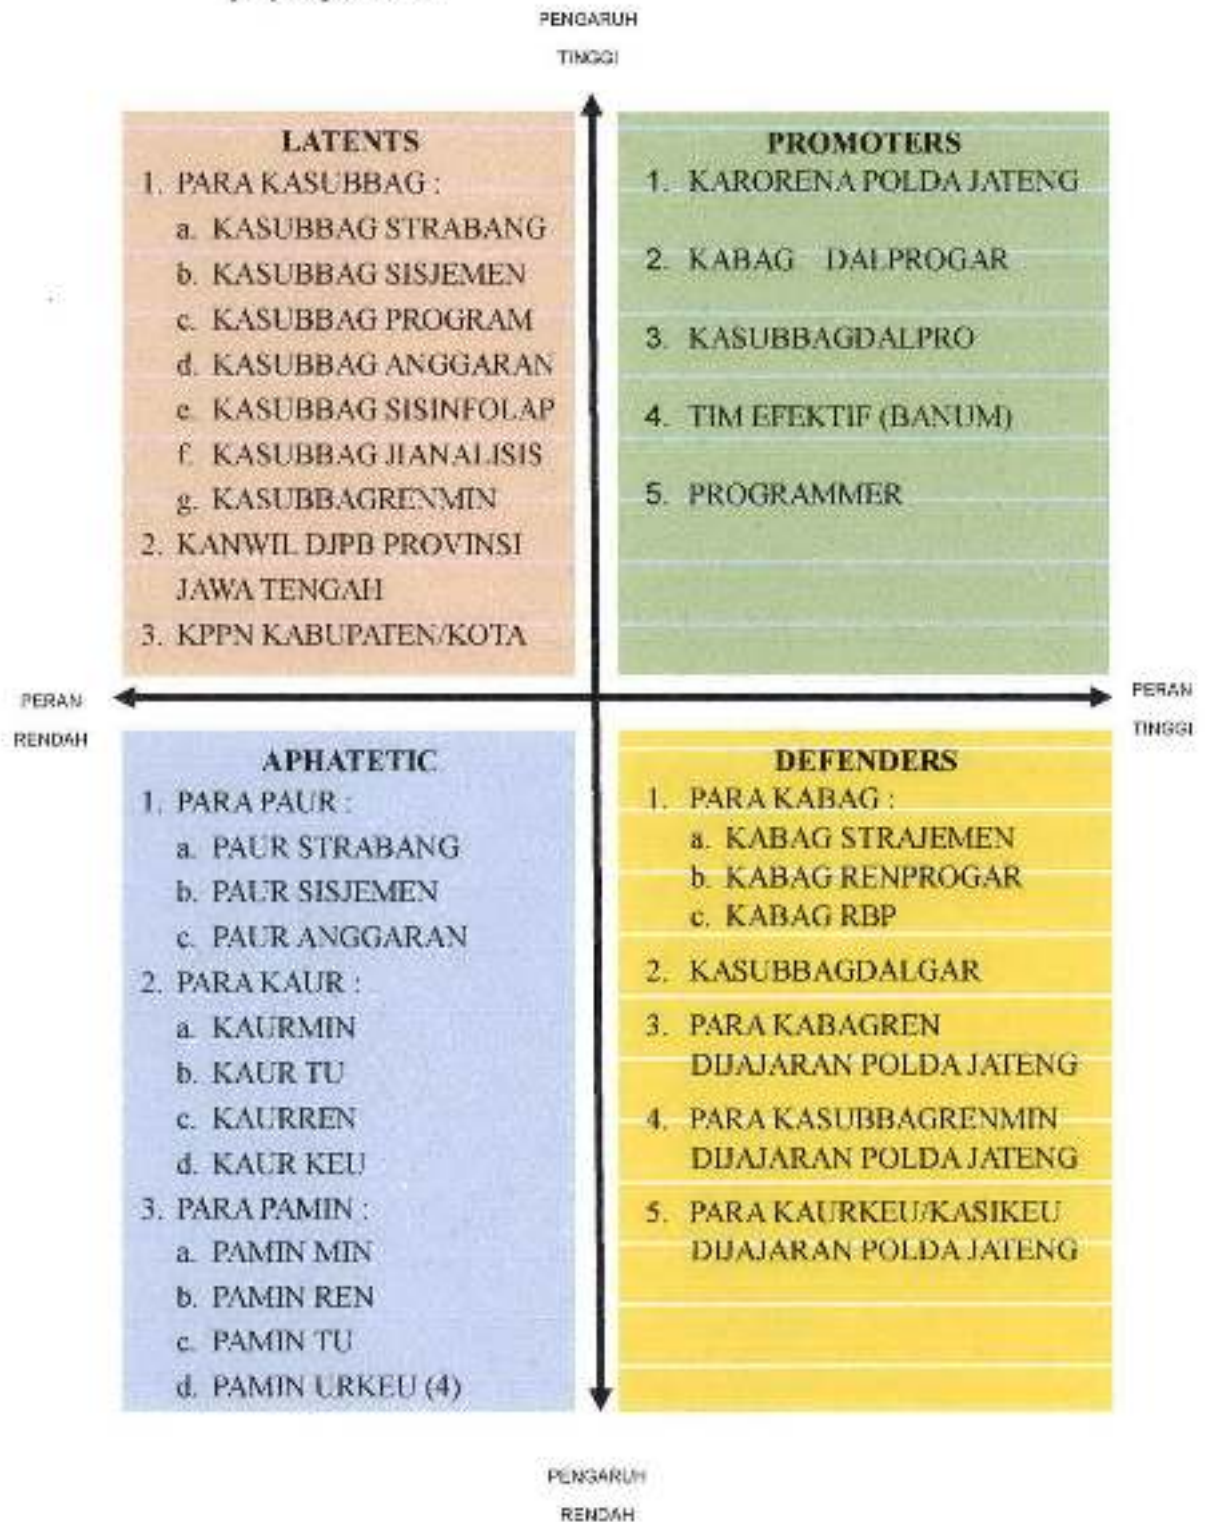 PENGARUH
TINGGI
LATENTS
1. PARA KASUBBAG :
a. KASUBBAG STRABANG
b. KASUBBAG SISJEMEN
c. KASUBBAG PROGRAM
d. KASUBBAG ANGGARAN
e. KASUBBAG SISINFOLAP
f. KASUBBAG JIANALISIS
g. KASUBBAGRENMIN
2. KANWIL DJPB PROVINSI
JAWA TENGAH
3. KPPN KABUPATEN/KOTA
PROMOTERS
1. KARORENA POLDA JATENG
2. KABAG DALPROGAR
3. KASUBBAGDALPRO
4. TIM EFEKTIF (BANUM)
5. PROGRAMMER
PERAN
RENDAH
PERAN
TINGGI
APHATETIC
1. PARA PAUR :
a. PAUR STRABANG
b. PAUR SISJEMEN
c. PAUR ANGGARAN
2. PARA KAUR :
a. KAURMIN
b. KAUR TU
c. KAURREN
d. KAUR KEU
3. PARA PAMIN :
a. PAMIN MIN
b. PAMIN REN
c. PAMIN TU
d. PAMIN URKEU (4)
DEFENDERS
1. PARA KABAG :
a. KABAG STRAJEMEN
b. KABAG RENPROGAR
c. KABAG RBP
2. KASUBBAGDALGAR
3. PARA KABAGREN
DIJAJARAN POLDA JATENG
4. PARA KASUBBAGRENMIN
DIJAJARAN POLDA JATENG
5. PARA KAURKEU/KASIKEU
DIJAJARAN POLDA JATENG
PENGARUH
RENDAH